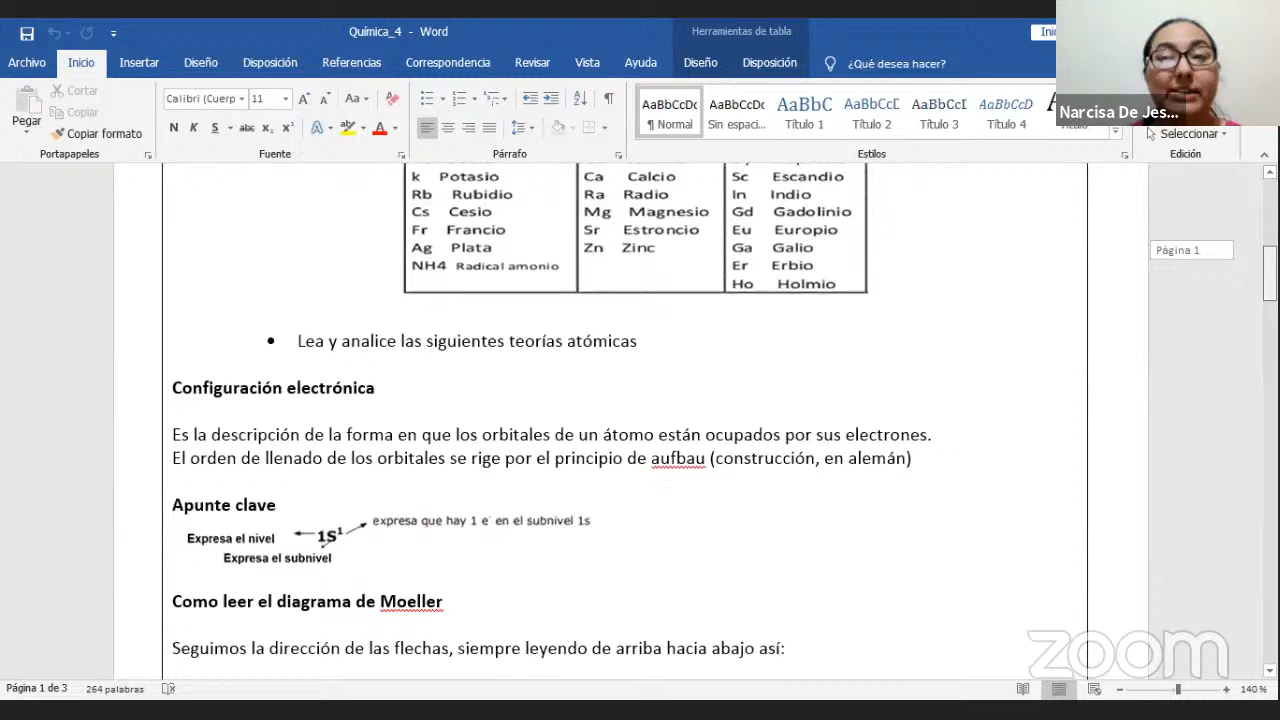 Química_4 - Word
Herramientas de tabla
Archivo Inicio Insertar Diseño Disposición Referencias Correspondencia Revisar Vista Ayuda Diseño Disposición ¿Qué desea hacer?
Narcisa De Jes...
Pegar
Cortar
Copiar
Copiar formato
Portapapeles
Calibri (Cuerp 11
N K S abc x₂ x²
Fuente
Párrafo
AaBbCcDc AaBbCcDc AaBbC AaBbCcD AaBbCcD AaBbCcD
¶ Normal Sin espaci... Título 1 Título 2 Título 3 Título 4
Estilos
Seleccionar
Edición
k Potasio Ca Calcio Sc Escandio
Rb Rubidio Ra Radio In Indio
Cs Cesio Mg Magnesio Gd Gadolinio
Fr Francio Sr Estroncio Eu Europio
Ag Plata Zn Zinc Ga Galio
NH4 Radical amonio Er Erbio
Ho Holmio
Página 1
• Lea y analice las siguientes teorías atómicas
Configuración electrónica
Es la descripción de la forma en que los orbitales de un átomo están ocupados por sus electrones.
El orden de llenado de los orbitales se rige por el principio de aufbau (construcción, en alemán)
Apunte clave
expresa que hay 1 e⁻ en el subnivel 1s
Expresa el nivel 1S¹
Expresa el subnivel
Como leer el diagrama de Moeller
Seguimos la dirección de las flechas, siempre leyendo de arriba hacia abajo así:
zoom
Página 1 de 3 264 palabras 140 %